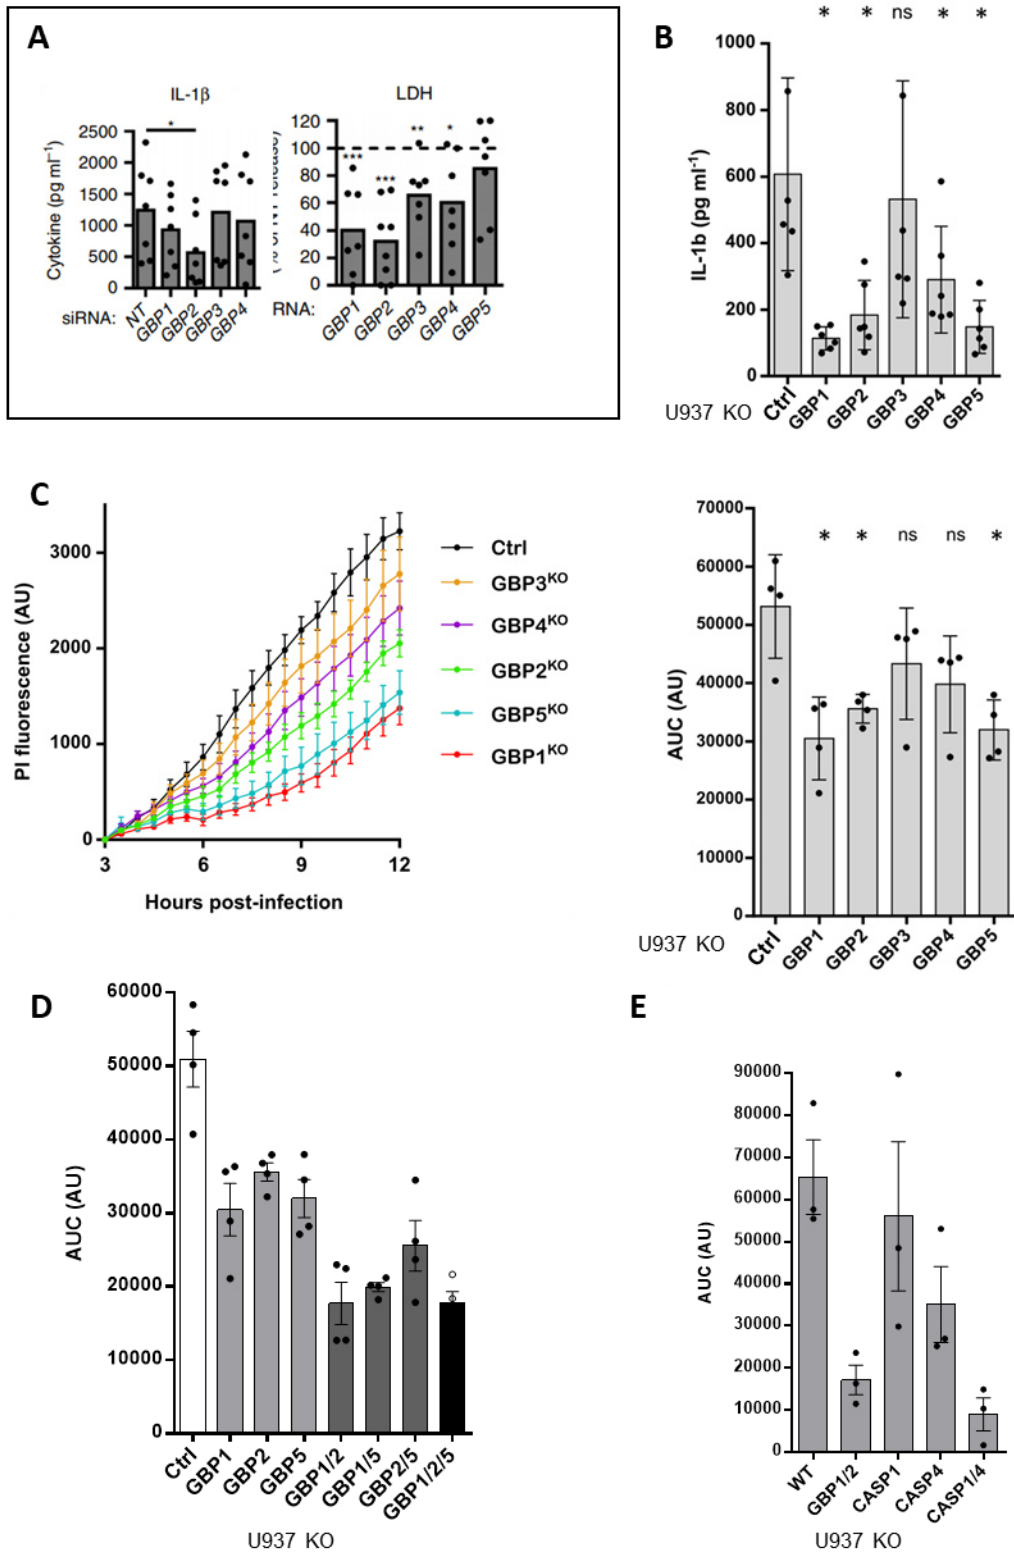 A
IL-1β
Cytokine (pg ml⁻¹)
2500
2000
1500
1000
500
0
*
siRNA:
NT
GBP1
GBP2
GBP3
GBP4
LDH
120
100
80
60
40
20
0
***
***
**
*
RNA:
GBP1
GBP2
GBP3
GBP4
GBP5
B
* * ns * *
IL-1b (pg ml⁻¹)
1000
800
600
400
200
0
U937 KO
Ctrl
GBP1
GBP2
GBP3
GBP4
GBP5
C
PI fluorescence (AU)
3000
2000
1000
0
3 6 9 12
Hours post-infection
Ctrl
GBP3ᴷᴼ
GBP4ᴷᴼ
GBP2ᴷᴼ
GBP5ᴷᴼ
GBP1ᴷᴼ
AUC (AU)
70000
60000
50000
40000
30000
20000
10000
0
* * ns ns *
U937 KO
Ctrl
GBP1
GBP2
GBP3
GBP4
GBP5
D
AUC (AU)
60000
50000
40000
30000
20000
10000
0
Ctrl
GBP1
GBP2
GBP5
GBP1/2
GBP1/5
GBP2/5
GBP1/2/5
U937 KO
E
AUC (AU)
90000
80000
70000
60000
50000
40000
30000
20000
10000
0
WT
GBP1/2
CASP1
CASP4
CASP1/4
U937 KO